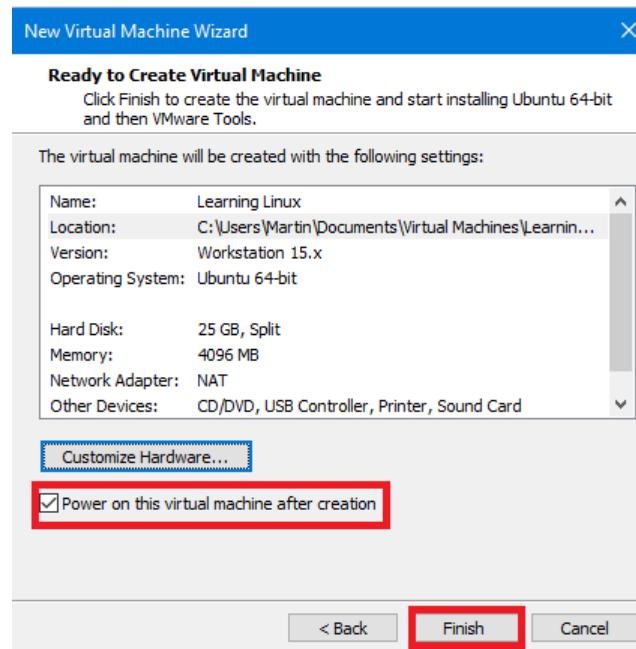 New Virtual Machine Wizard
Ready to Create Virtual Machine
Click Finish to create the virtual machine and start installing Ubuntu 64-bit
and then VMware Tools.
The virtual machine will be created with the following settings:
Name: Learning Linux
Location: C:\Users\Martin\Documents\Virtual Machines\Learnin...
Version: Workstation 15.x
Operating System: Ubuntu 64-bit
Hard Disk: 25 GB, Split
Memory: 4096 MB
Network Adapter: NAT
Other Devices: CD/DVD, USB Controller, Printer, Sound Card
Customize Hardware...
Power on this virtual machine after creation
< Back Finish Cancel